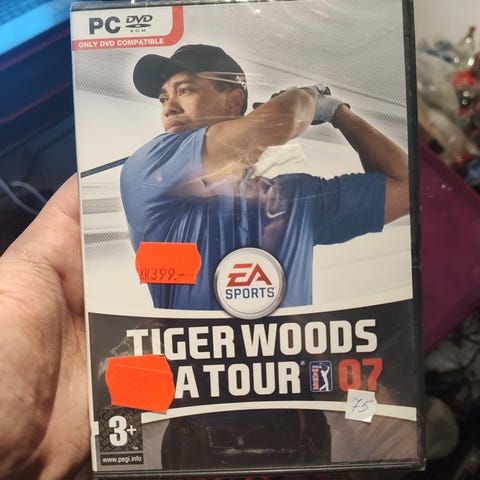 PC DVD
ROM
ONLY DVD COMPATIBLE
KR399.-
EA
SPORTS
TIGER WOODS
A TOUR 07
75
3+
www.pegi.info